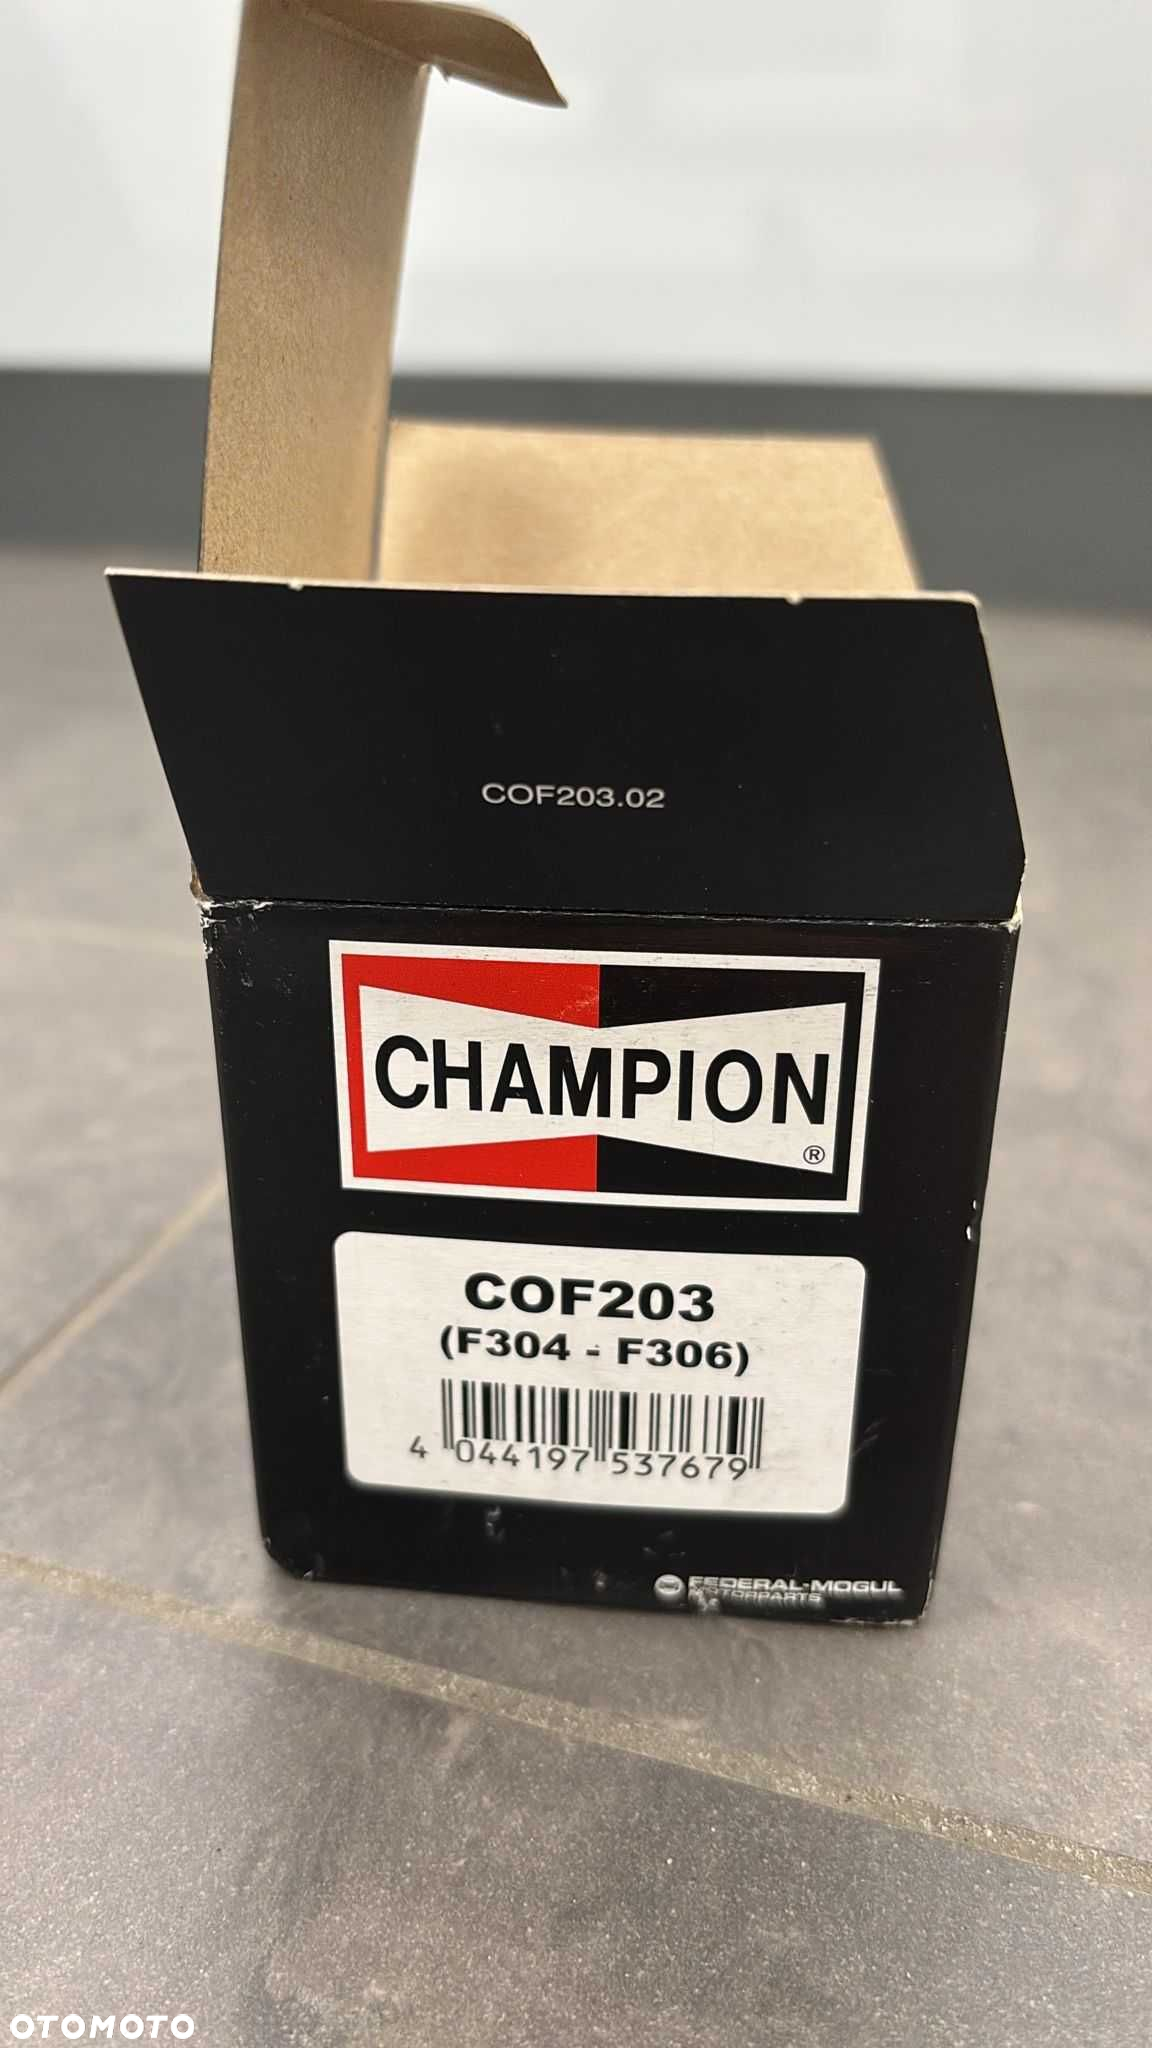 COF203.02
CHAMPION
®
COF203
(F304 - F306)
4 044197 537679
FEDERAL-MOGUL
MOTORPARTS
OTOMOTO